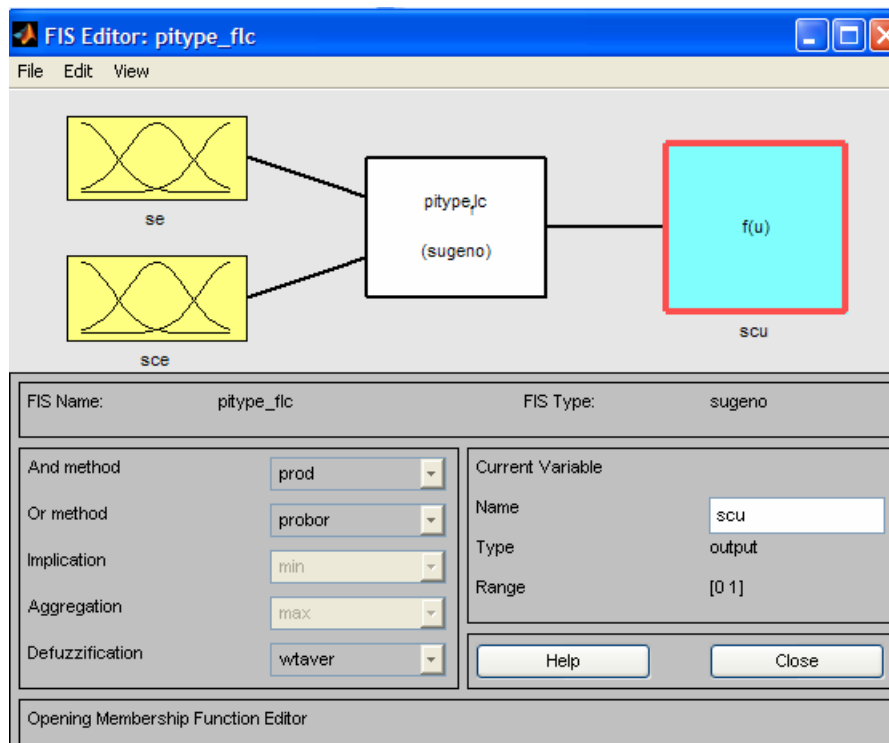 FIS Editor: pitype_flc
File Edit View
se
sce
pitypeflc
(sugeno)
f(u)
scu
FIS Name: pitype_flc FIS Type: sugeno
And method prod
Or method probor
Implication min
Aggregation max
Defuzzification wtaver
Current Variable
Name scu
Type output
Range [0 1]
Help Close
Opening Membership Function Editor